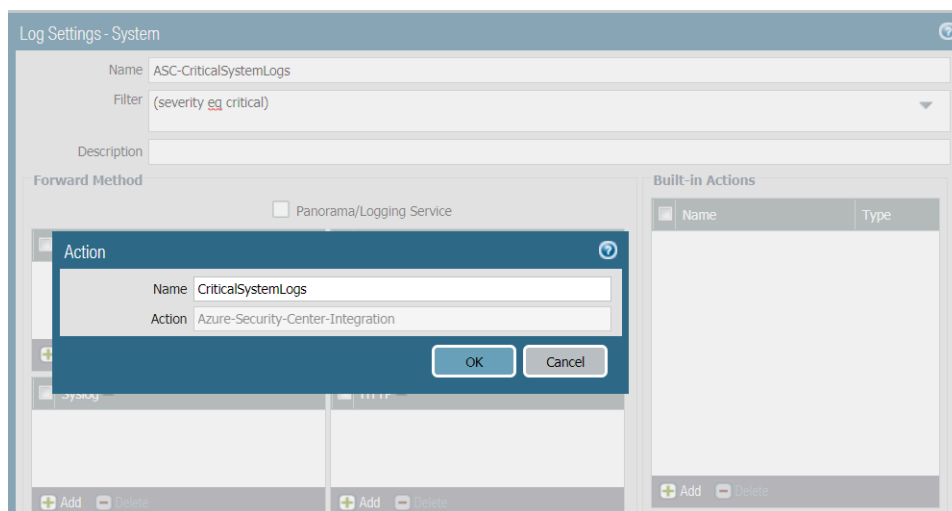 Log Settings - System
Name ASC-CriticalSystemLogs
Filter (severity eq critical)
Description
Forward Method
Built-in Actions
Panorama/Logging Service
Name Type
Action
Name CriticalSystemLogs
Action Azure-Security-Center-Integration
OK Cancel
Syslog
HTTP
Add Delete
Add Delete
Add Delete